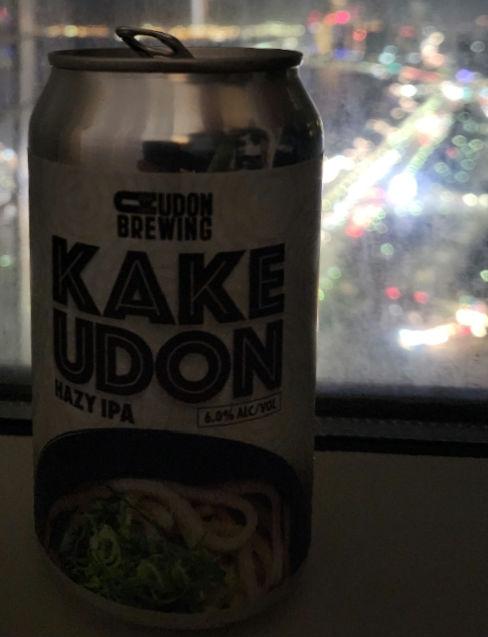 UDON
BREWING
KAKE
UDON
HAZY IPA
6.0% ALC/VOL